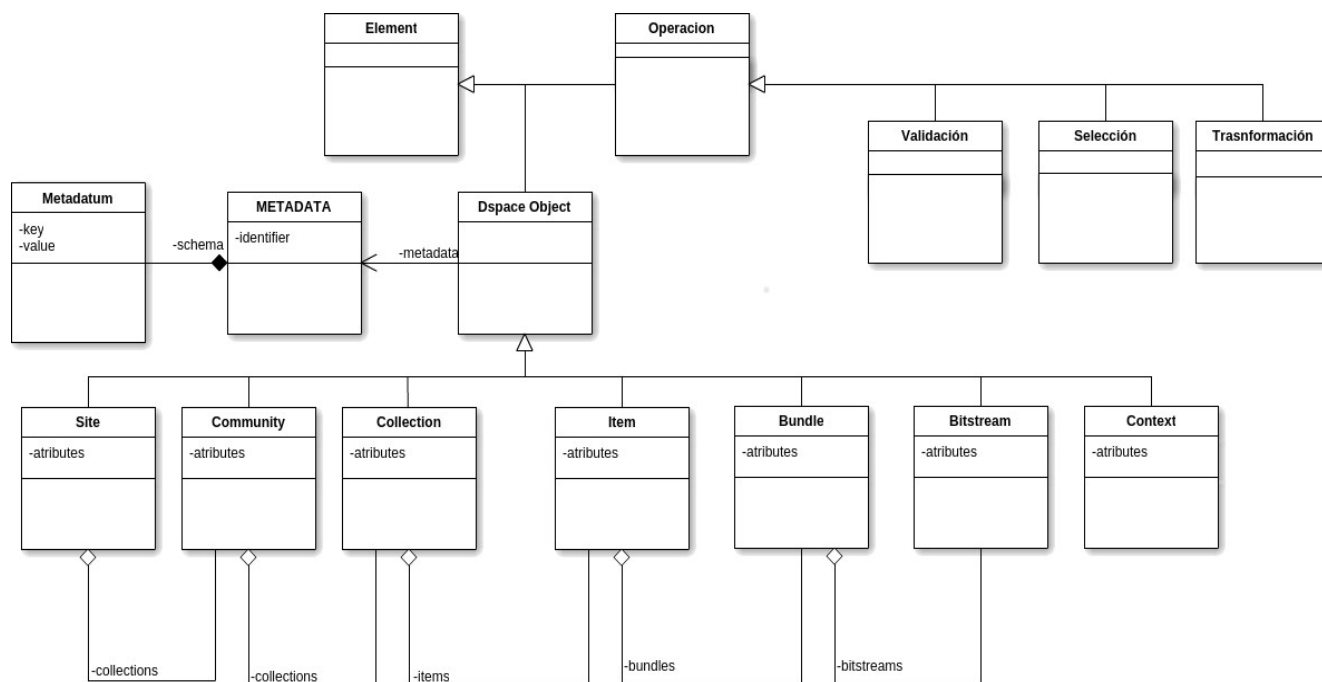 Element
Operacion
Validación
Selección
Trasnformación
Metadatum
-key
-value
-schema
METADATA
-identifier
-metadata
Dspace Object
Site
-atributes
Community
-atributes
Collection
-atributes
Item
-atributes
Bundle
-atributes
Bitstream
-atributes
Context
-atributes
-collections
-collections
-items
-bundles
-bitstreams